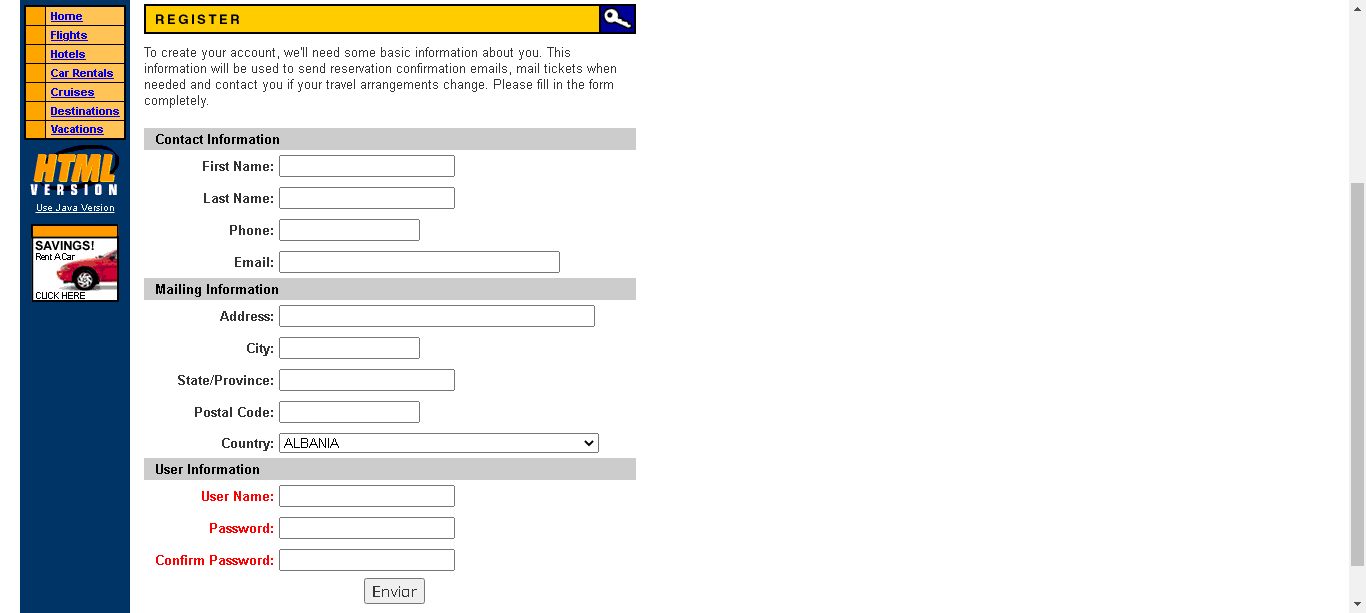 Home
Flights
Hotels
Car Rentals
Cruises
Destinations
Vacations
HTML
VERSION
Use Java Version
SAVINGS!
Rent A Car
CLICK HERE
REGISTER
To create your account, we'll need some basic information about you. This
information will be used to send reservation confirmation emails, mail tickets when
needed and contact you if your travel arrangements change. Please fill in the form
completely.
Contact Information
First Name:
Last Name:
Phone:
Email:
Mailing Information
Address:
City:
State/Province:
Postal Code:
Country: ALBANIA
User Information
User Name:
Password:
Confirm Password:
Enviar